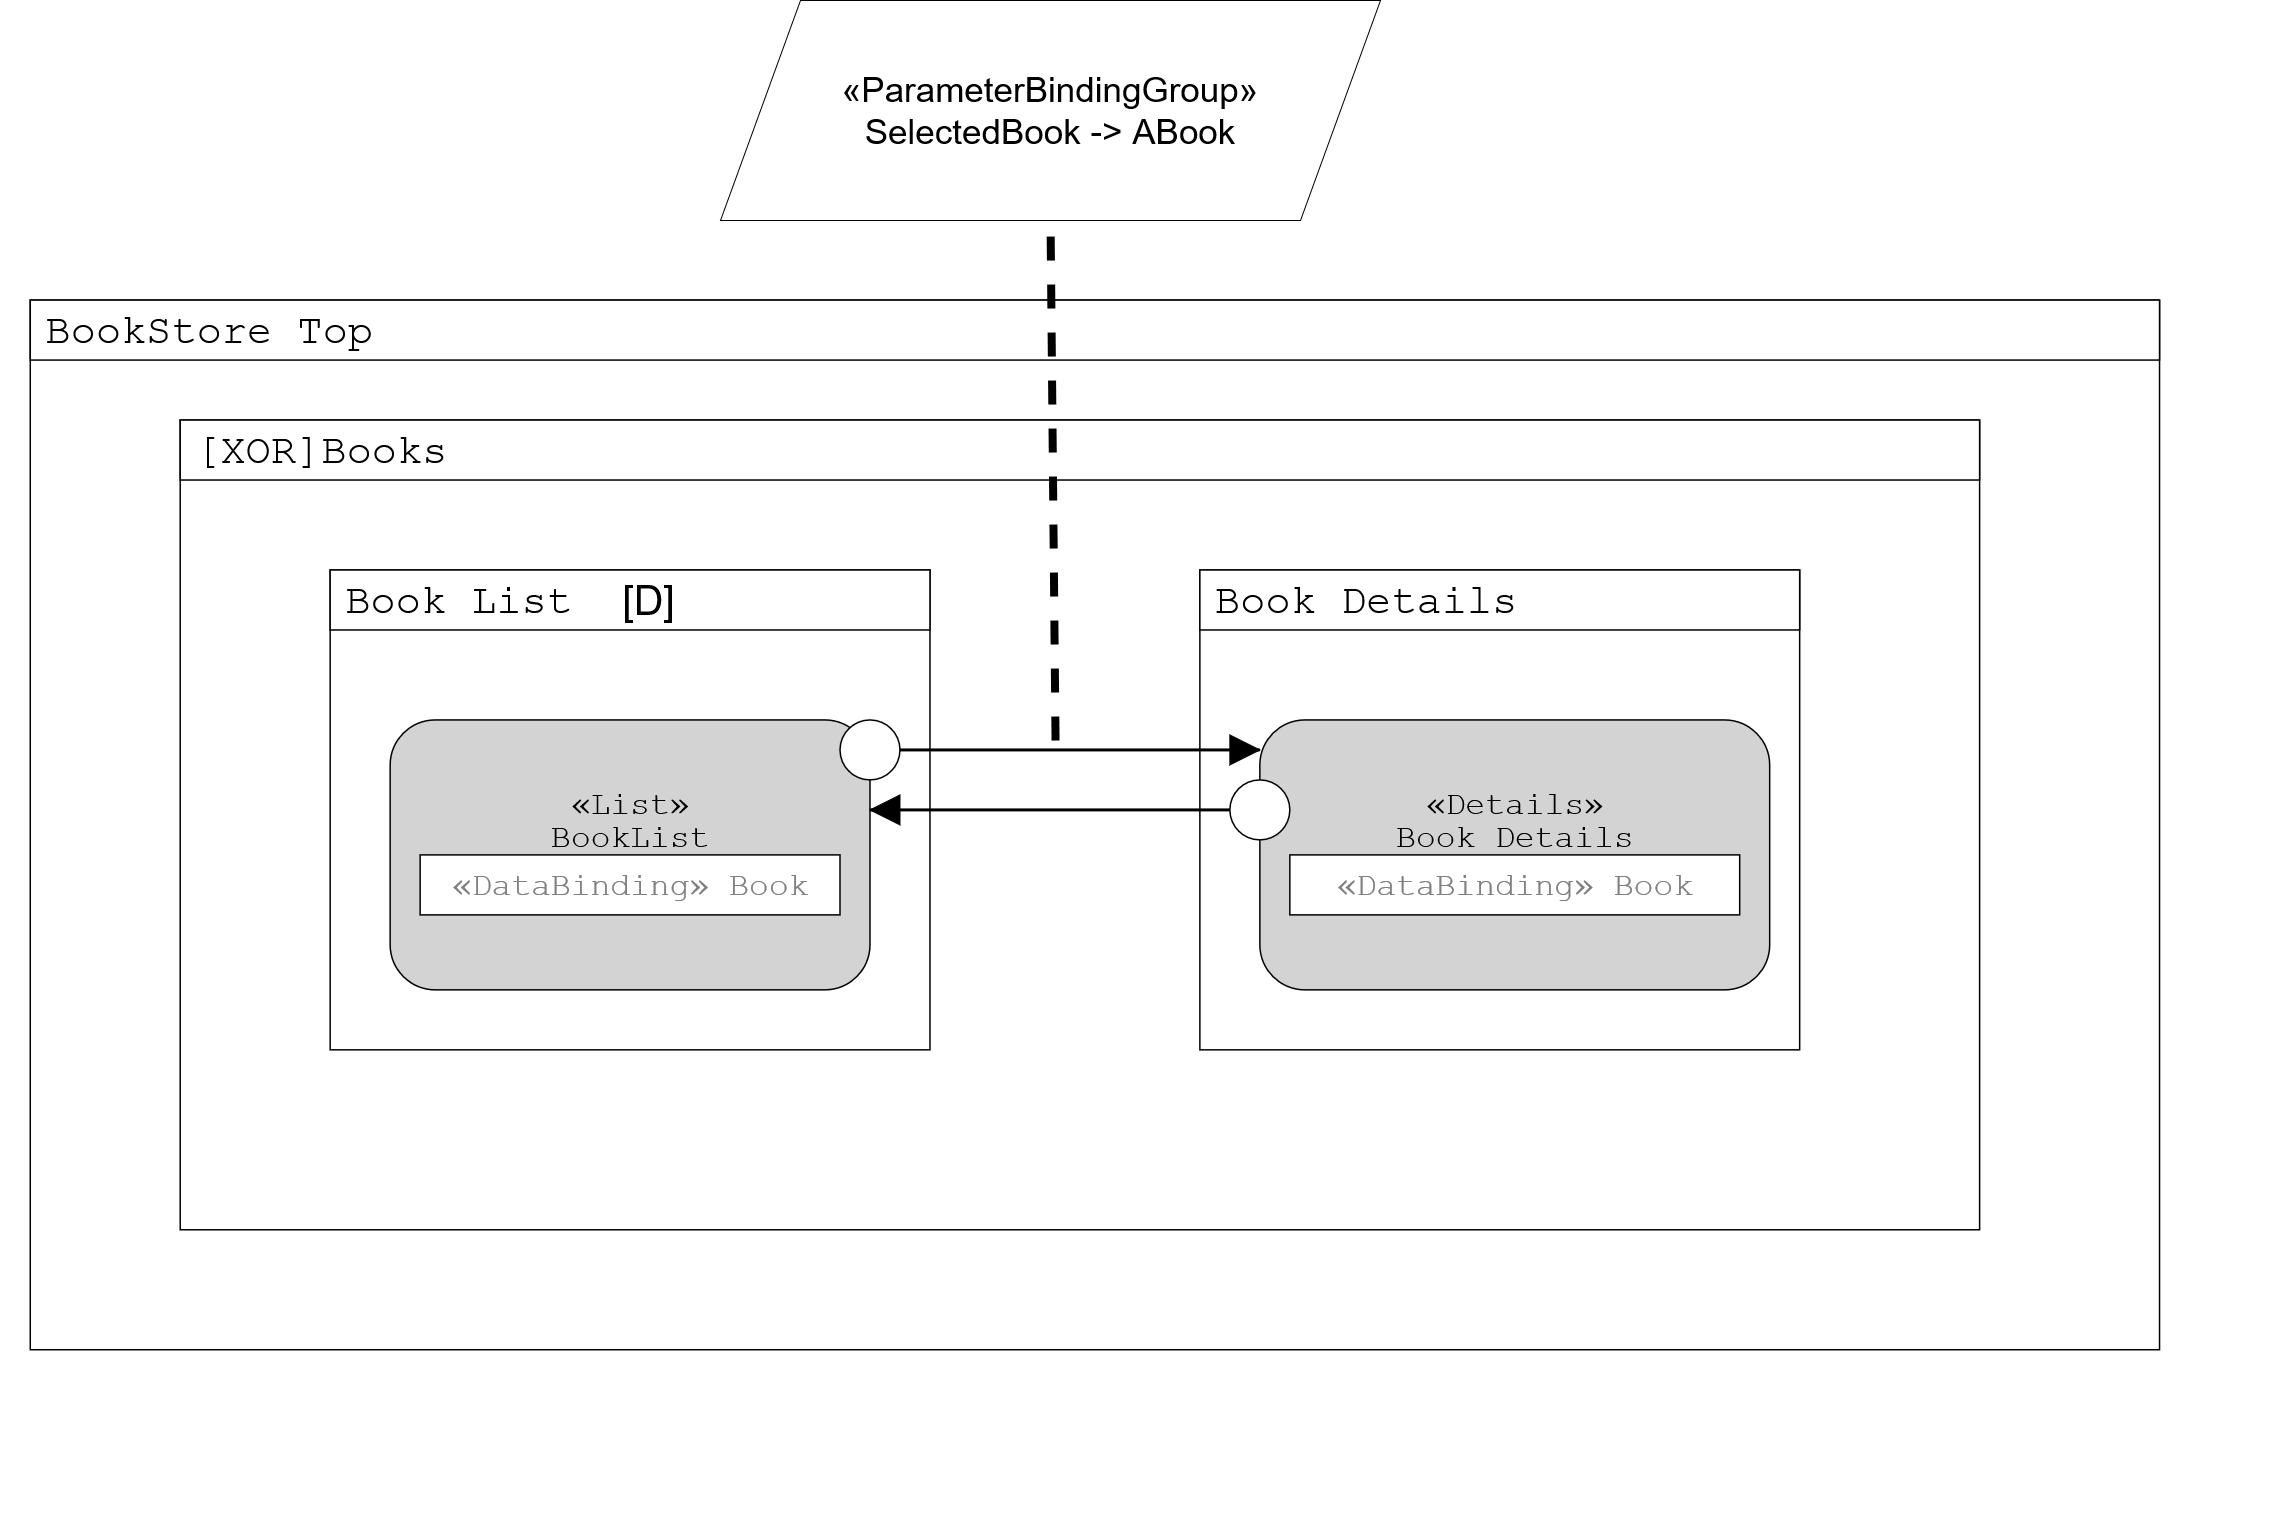 «ParameterBindingGroup»
SelectedBook -> ABook
BookStore Top
[XOR]Books
Book List [D]
Book Details
«List»
BookList
«DataBinding» Book
«Details»
Book Details
«DataBinding» Book